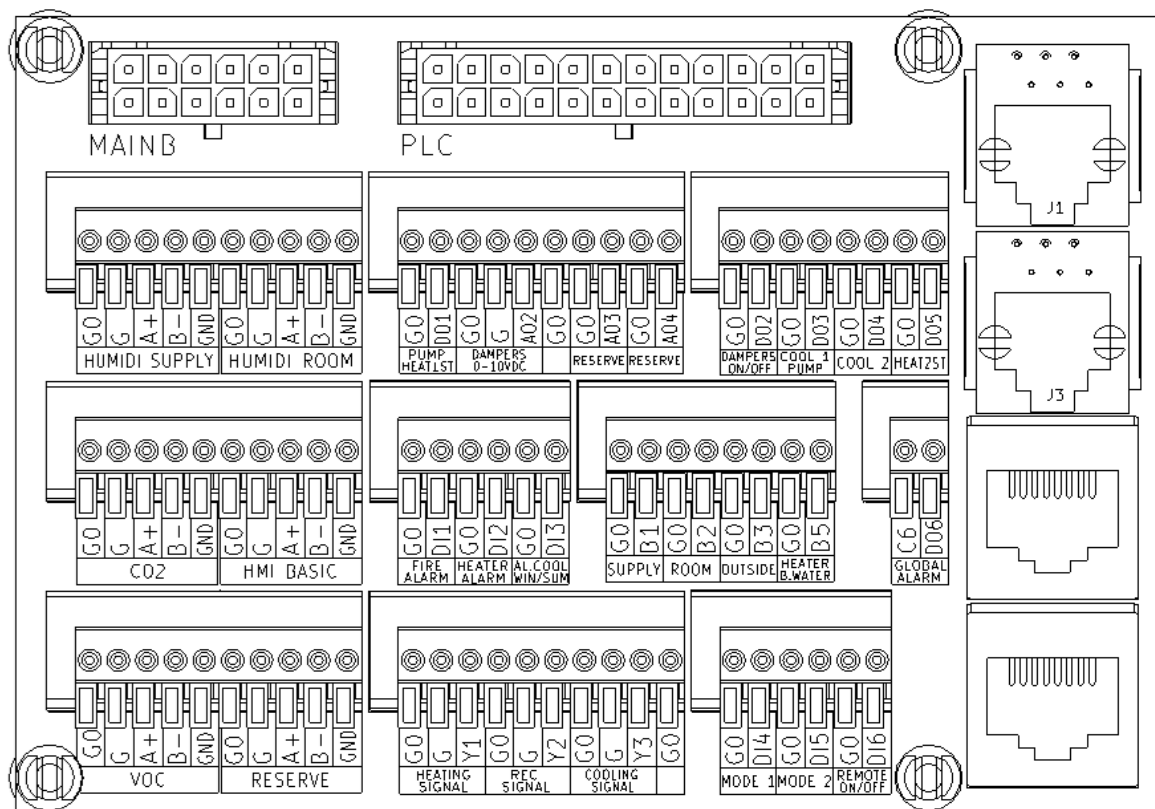 MAINB PLC
J1
G0 G A+ B- GND G0 G A+ B- GND G0 DO1 G0 G AO2 G0 G0 AO3 G0 AO4 G0 DO2 G0 DO3 G0 DO4 G0 DO5
HUMIDI SUPPLY HUMIDI ROOM PUMP HEAT1ST DAMPERS 0-10VDC RESERVE RESERVE DAMPERS ON/OFF COOL 1 PUMP COOL 2 HEAT2ST
J3
G0 G A+ B- GND G0 G A+ B- GND G0 DI1 G0 DI2 G0 DI3 G0 B1 G0 B2 G0 B3 G0 B5 C6 DO6
CO2 HMI BASIC FIRE ALARM HEATER ALARM AL.COOL WIN/SUM SUPPLY ROOM OUTSIDE HEATER B.WATER GLOBAL ALARM
G0 G A+ B- GND G0 G A+ B- GND G0 G Y1 G0 G Y2 G0 G Y3 G0 G0 DI4 G0 DI5 G0 DI6
VOC RESERVE HEATING SIGNAL REC SIGNAL COOLING SIGNAL MODE 1 MODE 2 REMOTE ON/OFF